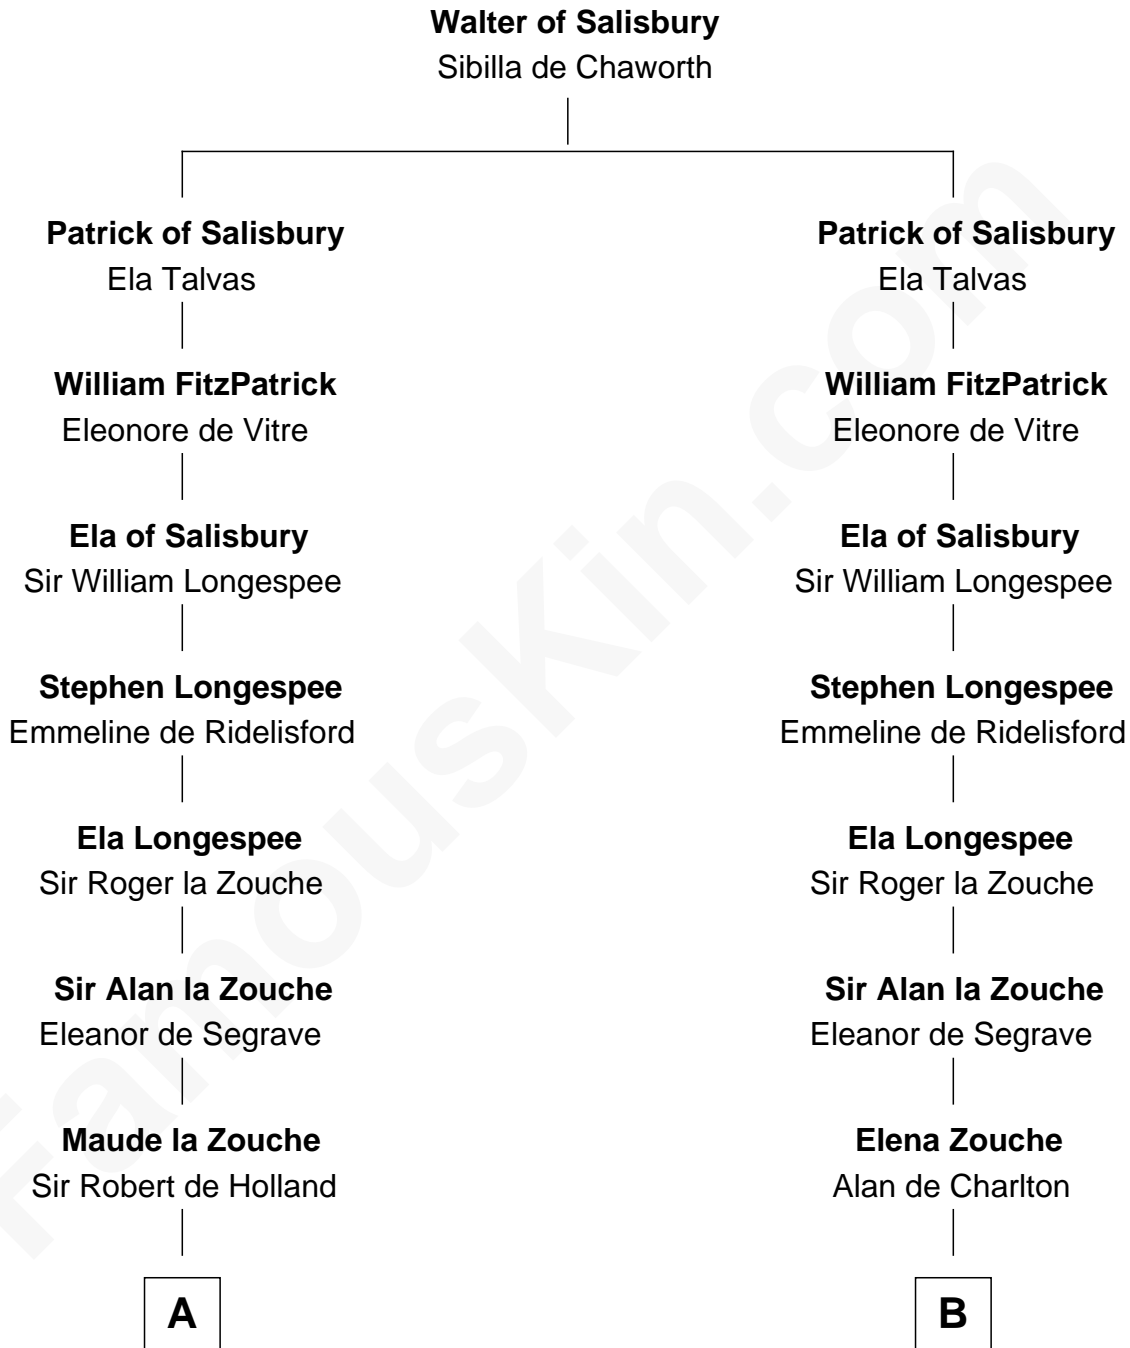 Walter of Salisbury
Sibilla de Chaworth
Patrick of Salisbury
Ela Talvas
William FitzPatrick
Eleonore de Vitre
Ela of Salisbury
Sir William Longespee
Stephen Longespee
Emmeline de Ridelisford
Ela Longespee
Sir Roger la Zouche
Sir Alan la Zouche
Eleanor de Segrave
Maude la Zouche
Sir Robert de Holland
A
Patrick of Salisbury
Ela Talvas
William FitzPatrick
Eleonore de Vitre
Ela of Salisbury
Sir William Longespee
Stephen Longespee
Emmeline de Ridelisford
Ela Longespee
Sir Roger la Zouche
Sir Alan la Zouche
Eleanor de Segrave
Elena Zouche
Alan de Charlton
B
FamousKin.com